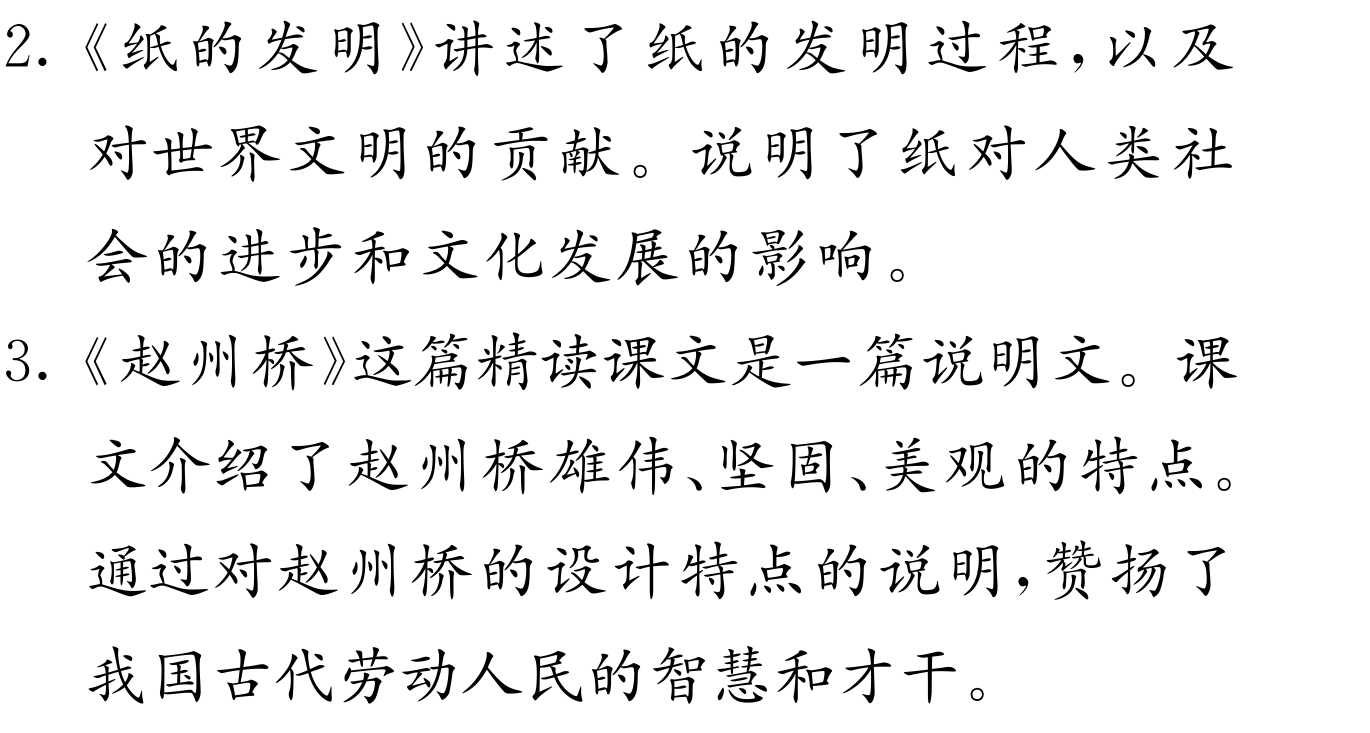 2.《纸的发明》讲述了纸的发明过程,以及
对世界文明的贡献。说明了纸对人类社
会的进步和文化发展的影响。
3.《赵州桥》这篇精读课文是一篇说明文。课
文介绍了赵州桥雄伟、坚固、美观的特点。
通过对赵州桥的设计特点的说明,赞扬了
我国古代劳动人民的智慧和才干。